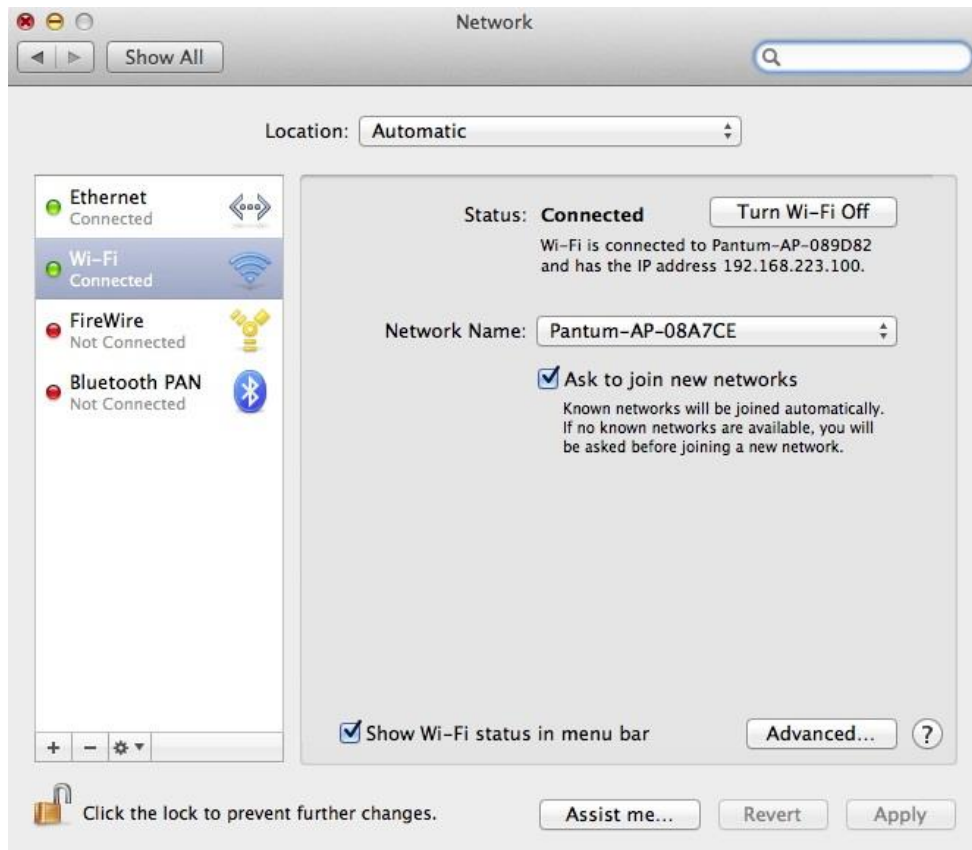 Network
Show All
Location: Automatic
Ethernet
Connected
Wi-Fi
Connected
FireWire
Not Connected
Bluetooth PAN
Not Connected
Status: Connected
Turn Wi-Fi Off
Wi-Fi is connected to Pantum-AP-089D82
and has the IP address 192.168.223.100.
Network Name: Pantum-AP-08A7CE
Ask to join new networks
Known networks will be joined automatically.
If no known networks are available, you will
be asked before joining a new network.
Show Wi-Fi status in menu bar
Advanced...
?
Click the lock to prevent further changes.
Assist me...
Revert
Apply